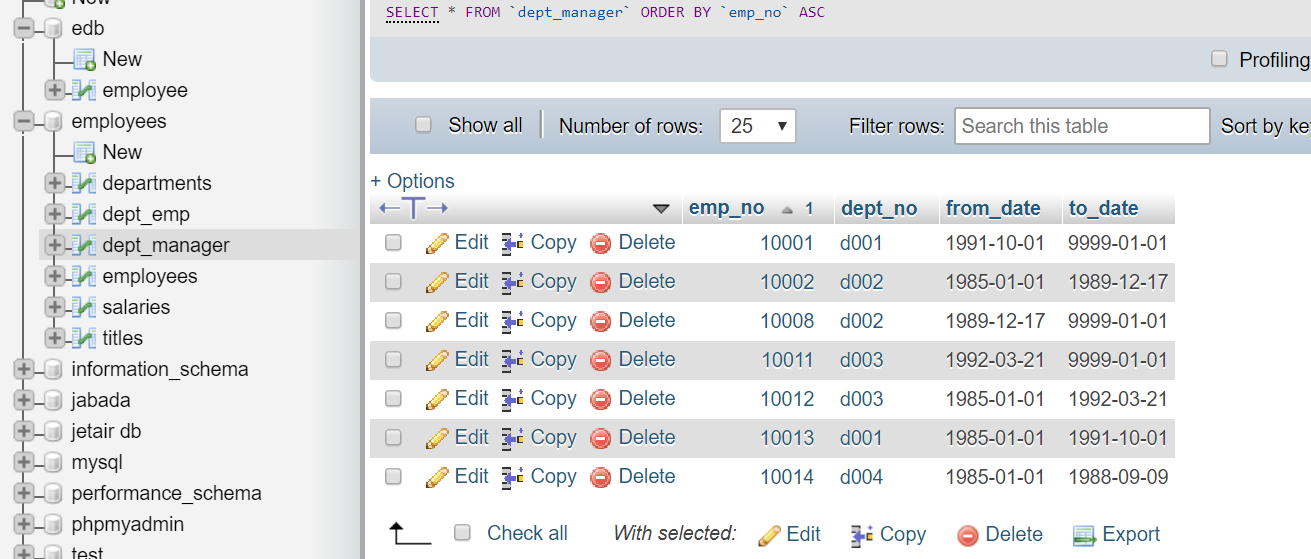 New
SELECT * FROM `dept_manager` ORDER BY `emp_no` ASC
edb
New
Profiling
employee
employees
Show all Number of rows: 25 Filter rows: Search this table Sort by ke
New
departments
+ Options
dept_emp
emp_no 1 dept_no from_date to_date
dept_manager
Edit Copy Delete 10001 d001 1991-10-01 9999-01-01
employees
Edit Copy Delete 10002 d002 1985-01-01 1989-12-17
salaries
Edit Copy Delete 10008 d002 1989-12-17 9999-01-01
titles
Edit Copy Delete 10011 d003 1992-03-21 9999-01-01
information_schema
Edit Copy Delete 10012 d003 1985-01-01 1992-03-21
jabada
Edit Copy Delete 10013 d001 1985-01-01 1991-10-01
jetair db
Edit Copy Delete 10014 d004 1985-01-01 1988-09-09
mysql
performance_schema
phpmyadmin
Check all With selected: Edit Copy Delete Export
test